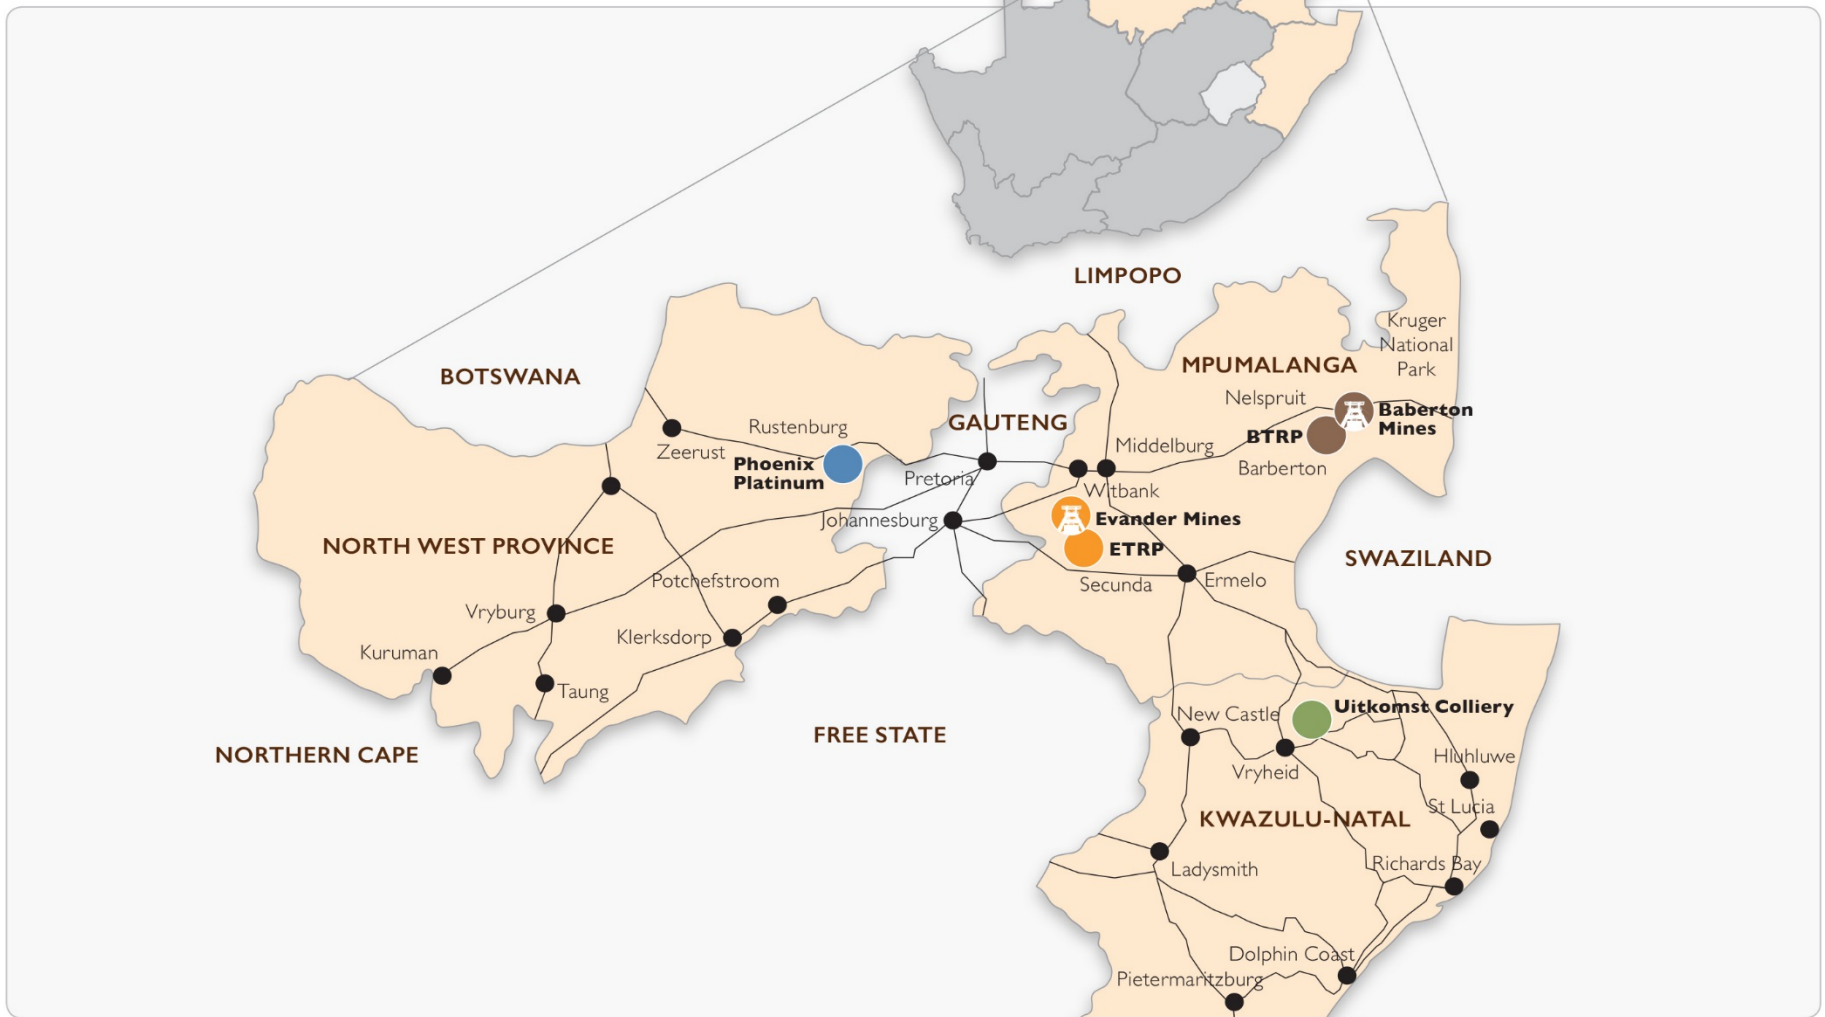 LIMPOPO
Kruger
National
Park
MPUMALANGA
BOTSWANA
Nelspruit
Baberton
Mines
GAUTENG
Rustenburg
BTRP
Middelburg
Zeerust
Phoenix
Platinum
Barberton
Pretoria
Witbank
Johannesburg
Evander Mines
NORTH WEST PROVINCE
ETRP
SWAZILAND
Potchefstroom
Secunda
Ermelo
Vryburg
Klerksdorp
Kuruman
Taung
Uitkomst Colliery
New Castle
FREE STATE
NORTHERN CAPE
Hluhluwe
Vryheid
St Lucia
KWAZULU-NATAL
Richards Bay
Ladysmith
Dolphin Coast
Pietermaritzburg